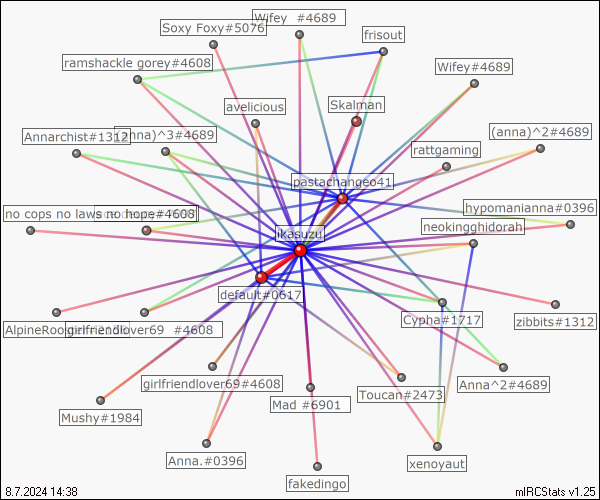 Wifey  #4689
Soxy Foxy#5076
frisout
ramshackle gorey#4608
Wifey#4689
avelicious
Skalman
Annarchist#1312
(anna)^3#4689
(anna)^2#4689
rattgaming
pastachangeo41
hypomanianna#0396
no cops no laws no hope#4608
neokingghidorah
ikasuzu
default#0617
Cypha#1717
zibbits#1312
girlfriendlover69  #4608
girlfriendlover69#4608
Anna^2#4689
Toucan#2473
Mad #6901
Mushy#1984
Anna.#0396
xenoyaut
fakedingo
8.7.2024 14:38
mIRCStats v1.25